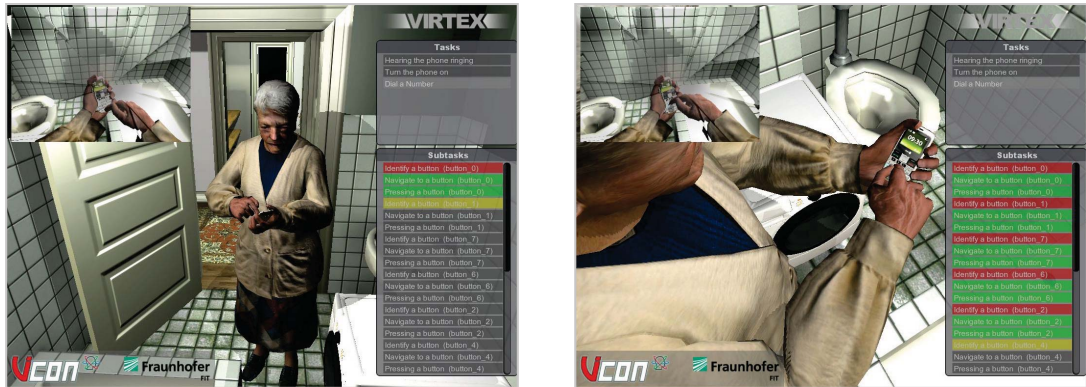 VIRTEX
Tasks
Hearing the phone ringing
Turn the phone on
Dial a Number
Subtasks
Identify a button (button_0)
Navigate to a button (button_0)
Pressing a button (button_0)
Identify a button (button_1)
Navigate to a button (button_1)
Pressing a button (button_1)
Identify a button (button_7)
Navigate to a button (button_7)
Pressing a button (button_7)
Identify a button (button_6)
Navigate to a button (button_6)
Pressing a button (button_6)
Identify a button (button_2)
Navigate to a button (button_2)
Pressing a button (button_2)
Identify a button (button_4)
Navigate to a button (button_4)
Pressing a button (button_4)
Vcon
Fraunhofer
FIT
VIRTEX
Tasks
Hearing the phone ringing
Turn the phone on
Dial a Number
09:30
Subtasks
Identify a button (button_0)
Navigate to a button (button_0)
Pressing a button (button_0)
Identify a button (button_1)
Navigate to a button (button_1)
Pressing a button (button_1)
Identify a button (button_7)
Navigate to a button (button_7)
Pressing a button (button_7)
Identify a button (button_6)
Navigate to a button (button_6)
Pressing a button (button_6)
Identify a button (button_2)
Navigate to a button (button_2)
Pressing a button (button_2)
Identify a button (button_4)
Navigate to a button (button_4)
Pressing a button (button_4)
Vcon
Fraunhofer
FIT